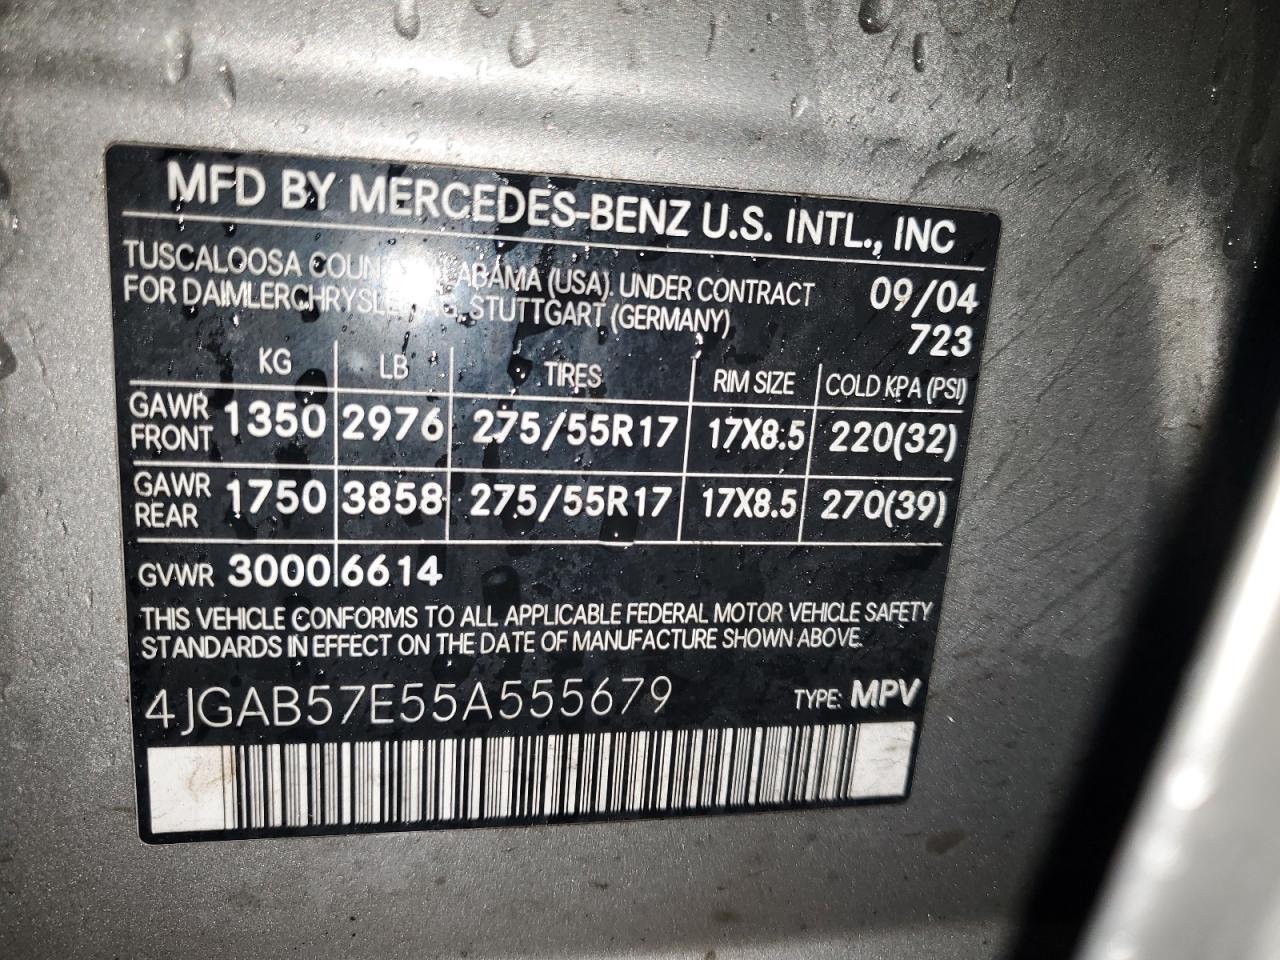 MFD BY MERCEDES-BENZ U.S. INTL., INC
TUSCALOOSA COUN ABAMA (USA). UNDER CONTRACT 09/04
FOR DAIMLERCHRYSLE AG, STUTTGART (GERMANY) 723
KG LB TIRES RIM SIZE COLD KPA (PSI)
GAWR FRONT 1350 2976 275/55R17 17X8.5 220(32)
GAWR REAR 1750 3858 275/55R17 17X8.5 270(39)
GVWR 3000 6614
THIS VEHICLE CONFORMS TO ALL APPLICABLE FEDERAL MOTOR VEHICLE SAFETY
STANDARDS IN EFFECT ON THE DATE OF MANUFACTURE SHOWN ABOVE.
4JGAB57E55A555679 TYPE: MPV